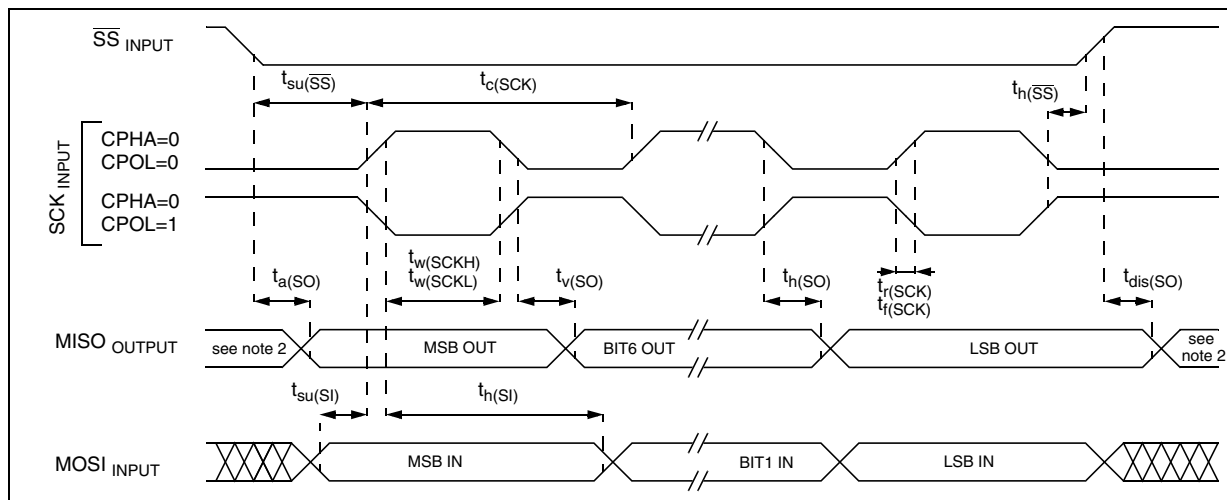 SS INPUT
tsu(SS)
tc(SCK)
th(SS)
SCK INPUT
CPHA=0
CPOL=0
CPHA=0
CPOL=1
ta(SO)
tw(SCKH)
tw(SCKL)
tv(SO)
th(SO)
tr(SCK)
tf(SCK)
tdis(SO)
MISO OUTPUT
see note 2
MSB OUT
BIT6 OUT
LSB OUT
see
note 2
tsu(SI)
th(SI)
MOSI INPUT
MSB IN
BIT1 IN
LSB IN